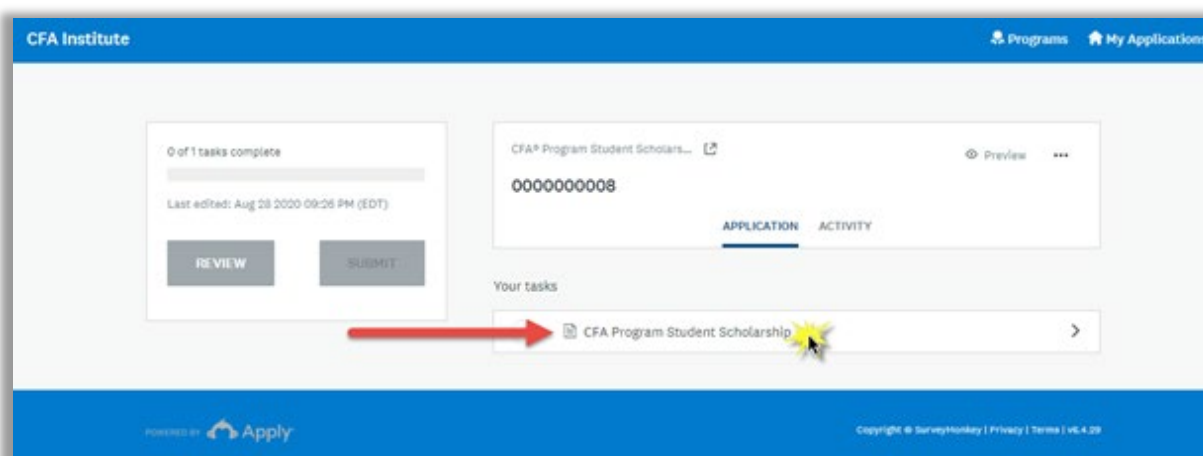 CFA Institute
Programs My Applications
0 of 1 tasks complete
Last edited: Aug 28 2020 09:26 PM (EDT)
REVIEW
SUBMIT
CFA® Program Student Scholars...
Preview
0000000008
APPLICATION ACTIVITY
Your tasks
CFA Program Student Scholarship
POWERED BY Apply
Copyright © SurveyMonkey | Privacy | Terms | v6.4.29